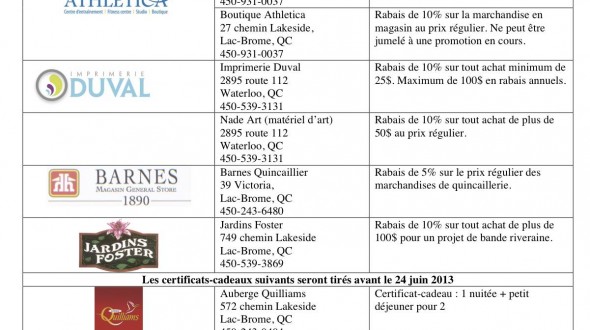 450-931-0037
ATHLETICA
Boutique Athletica
27 chemin Lakeside,
Lac-Brome, QC
450-931-0037
Rabais de 10% sur la marchandise en
magasin au prix régulier. Ne peut être
jumelé à une promotion en cours.
IMPRIMERIE
DUVAL
Imprimerie Duval
2895 route 112
Waterloo, QC
450-539-3131
Rabais de 10% sur tout achat minimum de
25$. Maximum de 100$ en rabais annuels.
Nade Art (matériel d’art)
2895 route 112
Waterloo, QC
450-539-3131
Rabais de 10% sur tout achat de plus de
50$ au prix régulier.
BARNES
MAGASIN GENERAL STORE
1890
Barnes Quincaillier
39 Victoria,
Lac-Brome, QC
450-243-6480
Rabais de 5% sur le prix régulier des
marchandises de quincaillerie.
JARDINS
FOSTER
Jardins Foster
749 chemin Lakeside
Lac-Brome, QC
450-539-3869
Rabais de 10% sur tout achat de plus de
100$ pour un projet de bande riveraine.
Les certificats-cadeaux suivants seront tirés avant le 24 juin 2013
Quilliams
Auberge Quilliams
572 chemin Lakeside
Lac-Brome, QC
Certificat-cadeau : 1 nuitée + petit
déjeuner pour 2